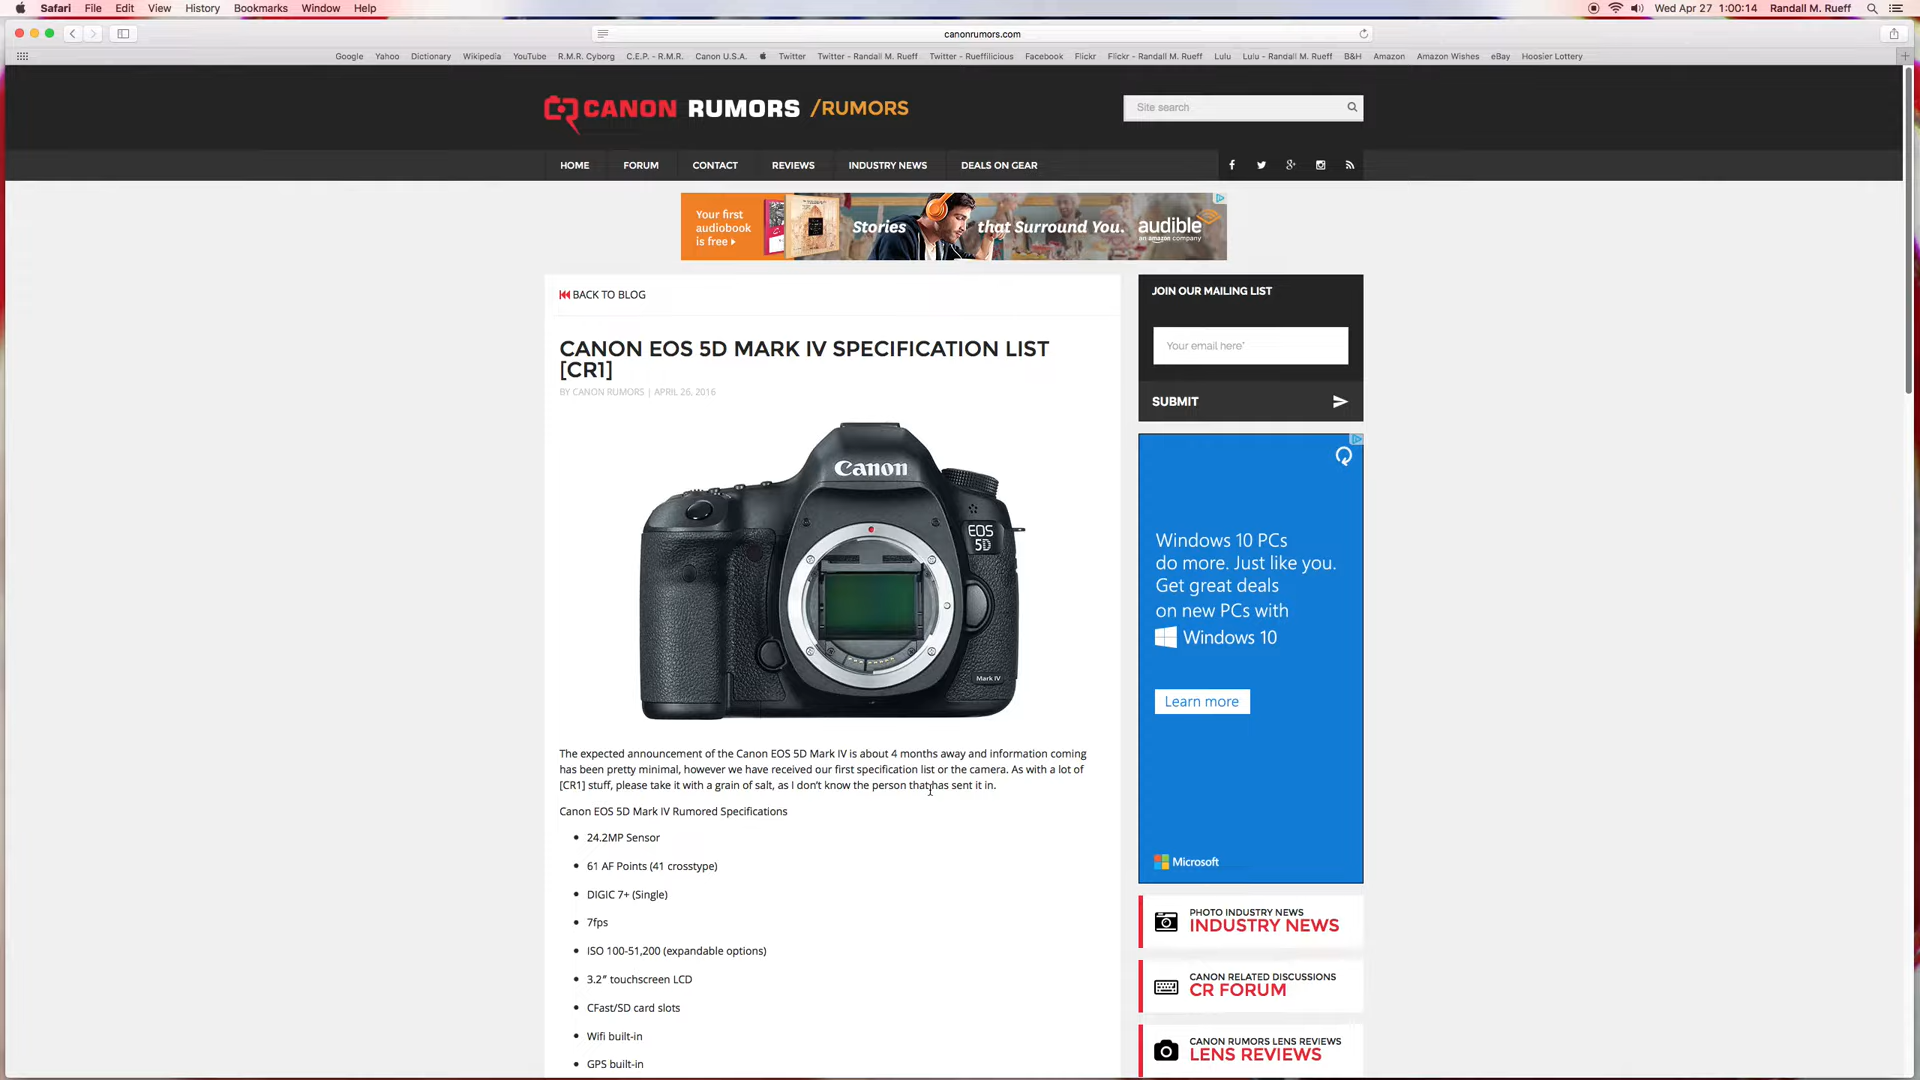 Safari File Edit View History Bookmarks Window Help Wed Apr 27 1:00:14 Randall M. Rueff
canonrumors.com
Google Yahoo Dictionary Wikipedia YouTube R.M.R. Cyborg C.E.P. - R.M.R. Canon U.S.A. Twitter Twitter - Randall M. Rueff Twitter - Rueffilicious Facebook Flickr Flickr - Randall M. Rueff Lulu Lulu - Randall M. Rueff B&H Amazon Amazon Wishes eBay Hoosier Lottery
CANON RUMORS /RUMORS
Site search
HOME FORUM CONTACT REVIEWS INDUSTRY NEWS DEALS ON GEAR
Your first
audiobook
is free
Stories that Surround You.
audible
an amazon company
BACK TO BLOG
CANON EOS 5D MARK IV SPECIFICATION LIST
[CR1]
BY CANON RUMORS | APRIL 26, 2016
Canon
EOS
5D
Mark IV
The expected announcement of the Canon EOS 5D Mark IV is about 4 months away and information coming
has been pretty minimal, however we have received our first specification list or the camera. As with a lot of
[CR1] stuff, please take it with a grain of salt, as I don't know the person that has sent it in.
Canon EOS 5D Mark IV Rumored Specifications
• 24.2MP Sensor
• 61 AF Points (41 crosstype)
• DIGIC 7+ (Single)
• 7fps
• ISO 100-51,200 (expandable options)
• 3.2″ touchscreen LCD
• CFast/SD card slots
• Wifi built-in
• GPS built-in
JOIN OUR MAILING LIST
Your email here*
SUBMIT
Windows 10 PCs
do more. Just like you.
Get great deals
on new PCs with
Windows 10
Learn more
Microsoft
PHOTO INDUSTRY NEWS
INDUSTRY NEWS
CANON RELATED DISCUSSIONS
CR FORUM
CANON RUMORS LENS REVIEWS
LENS REVIEWS